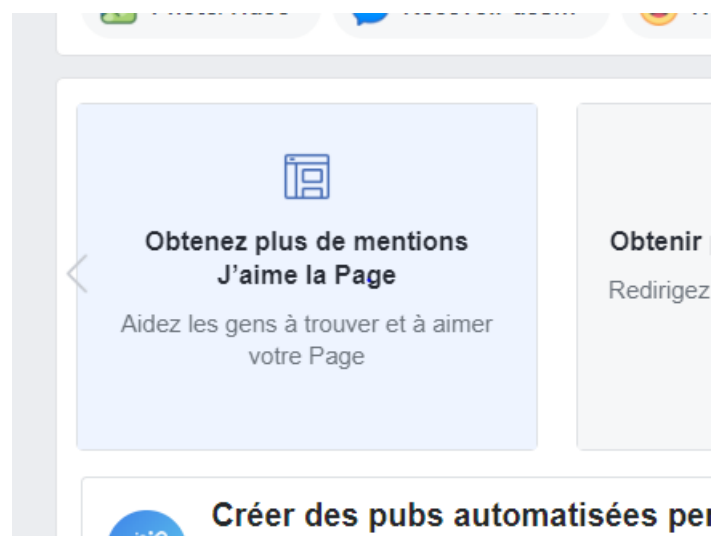 Obtenez plus de mentions
J’aime la Page
Aidez les gens à trouver et à aimer
votre Page
Obtenir
Redirigez
Créer des pubs automatisées